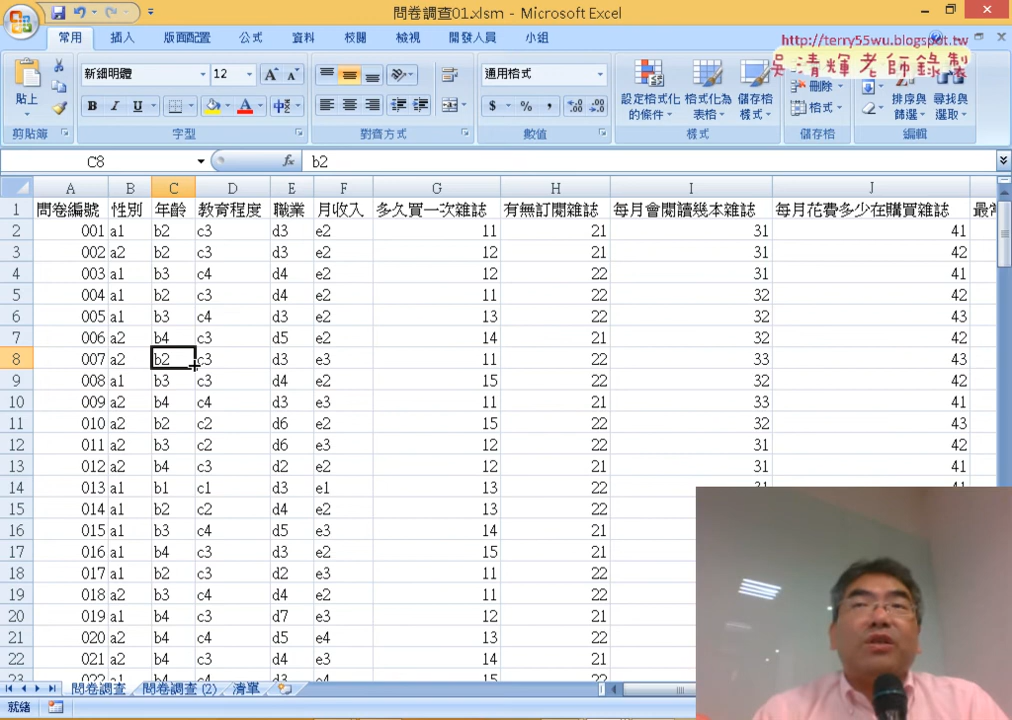 問卷調查01.xlsm - Microsoft Excel
常用 插入 版面配置 公式 資料 校閱 檢視 開發人員 小組
http://terry55wu.blogspot.tw
吳清輝老師錄製
貼上 新細明體 12 通用格式 設定格式化的條件 格式化為表格 儲存格樣式 刪除 格式 排序與篩選 尋找與選取
B I U A 中 $ % ,
剪貼簿 字型 對齊方式 數值 樣式 儲存格 編輯
C8 fx b2
A B C D E F G H I J
1 問卷編號 性別 年齡 教育程度 職業 月收入 多久買一次雜誌 有無訂閱雜誌 每月會閱讀幾本雜誌 每月花費多少在購買雜誌 最常
2 001 a1 b2 c3 d3 e2 11 21 31 41
3 002 a2 b2 c3 d3 e2 12 21 31 42
4 003 a1 b3 c4 d4 e2 12 22 31 41
5 004 a1 b2 c3 d4 e2 11 22 32 42
6 005 a1 b3 c4 d3 e2 13 22 32 43
7 006 a2 b4 c3 d5 e2 14 21 32 42
8 007 a2 b2 c3 d3 e3 11 22 33 43
9 008 a1 b3 c3 d4 e2 15 22 32 42
10 009 a2 b4 c4 d3 e3 11 21 33 41
11 010 a2 b2 c2 d6 e2 15 22 32 43
12 011 a2 b3 c2 d6 e3 12 22 31 42
13 012 a2 b4 c3 d2 e2 12 21 31 41
14 013 a1 b1 c1 d3 e1 13 22 31 41
15 014 a1 b2 c2 d4 e2 13 22
16 015 a1 b3 c4 d5 e3 14 21
17 016 a1 b4 c3 d3 e2 15 21
18 017 a1 b2 c3 d2 e3 11 22
19 018 a2 b3 c4 d4 e3 11 22
20 019 a1 b4 c3 d7 e3 12 21
21 020 a2 b4 c4 d5 e4 13 21
22 021 a2 b4 c3 d4 e3 14 21
23 022 a1 b4 c4 d3 e4 15 22
問卷調查 問卷調查 (2) 清單
就緒